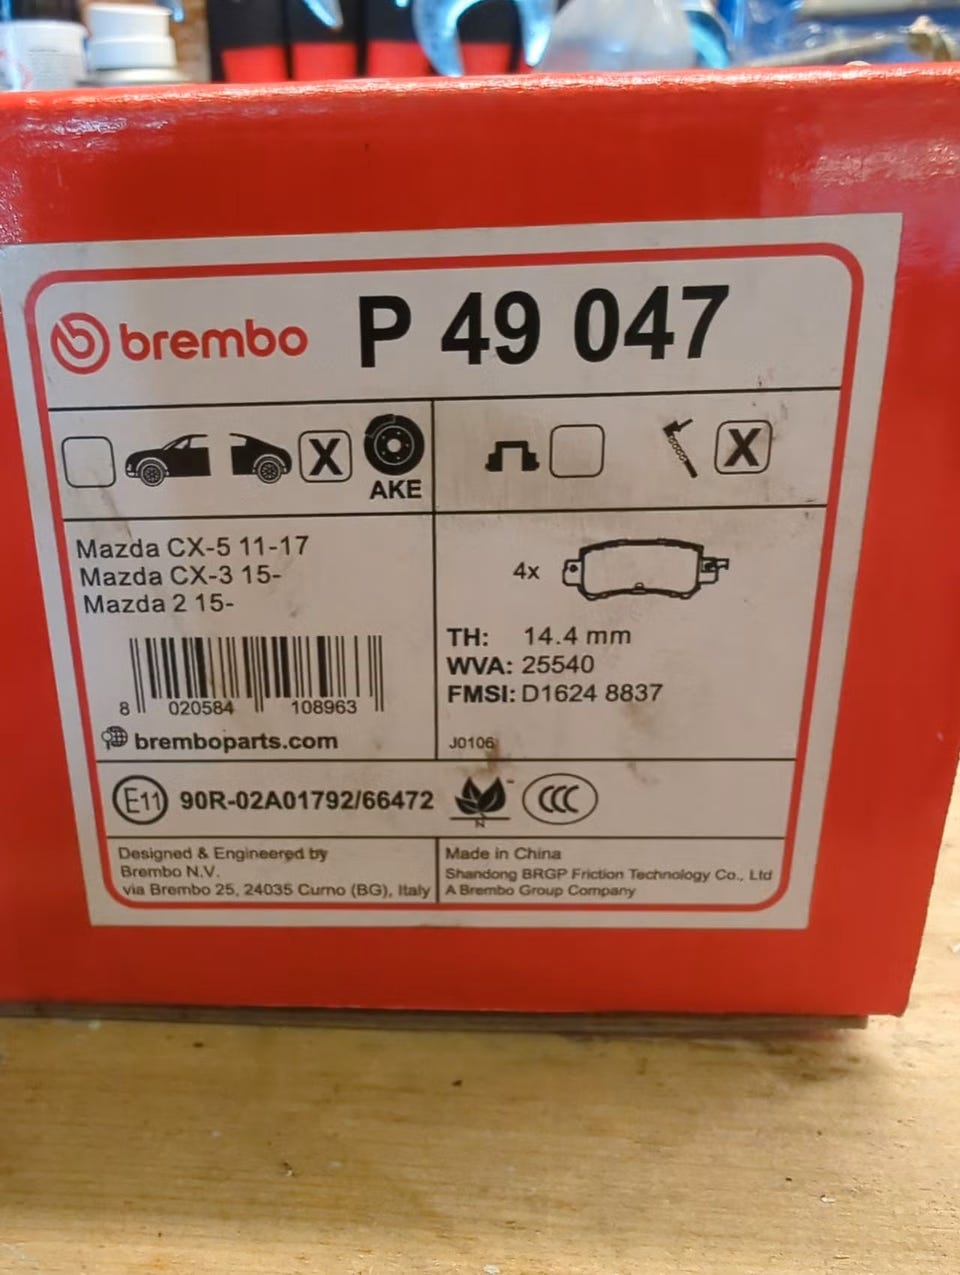 brembo P 49 047
X AKE
X
Mazda CX-5 11-17
Mazda CX-3 15-
Mazda 2 15-
8 020584 108963
bremboparts.com
4x
TH: 14.4 mm
WVA: 25540
FMSI: D1624 8837
J0106
E11 90R-02A01792/66472
N
CCC
Designed & Engineered by
Brembo N.V.
via Brembo 25, 24035 Curno (BG), Italy
Made in China
Shandong BRGP Friction Technology Co., Ltd
A Brembo Group Company